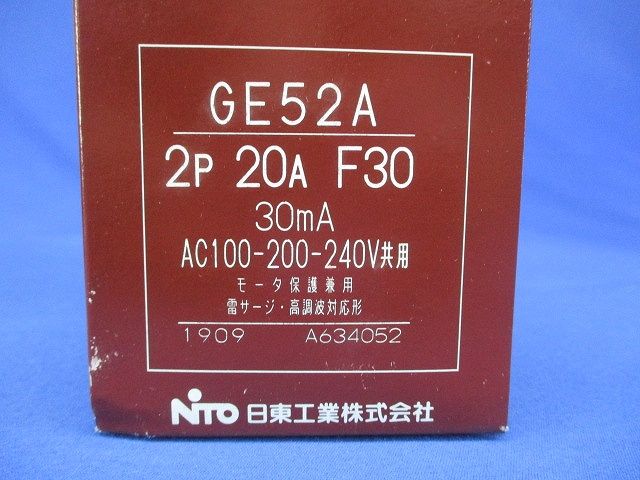 GE52A
2P 20A F30
30mA
AC100-200-240V共用
モータ保護兼用
雷サージ・高調波対応形
1909 A634052
NITO 日東工業株式会社